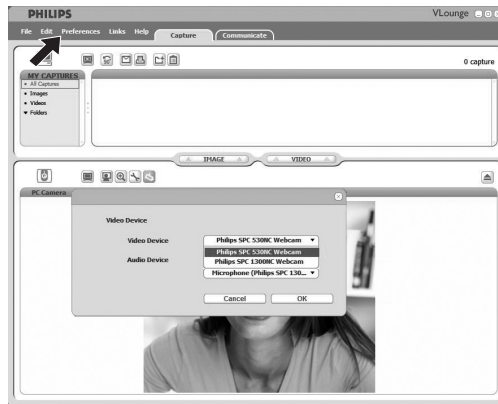 PHILIPS
VLounge
File Edit Preferences Links Help
Capture
Communicate
0 capture
MY CAPTURES
All Captures
Images
Videos
Folders
IMAGE
VIDEO
PC Camera
Video Device
Video Device
Philips SPC 530NC Webcam
Philips SPC 530NC Webcam
Philips SPC 1300NC Webcam
Audio Device
Microphone (Philips SPC 130...
Cancel
OK